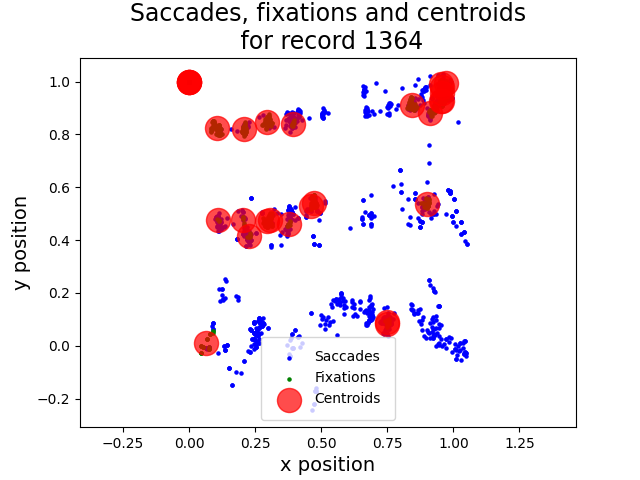 Saccades, fixations and centroids
for record 1364
y position
1.0
0.8
0.6
0.4
0.2
0.0
−0.2
Saccades
Fixations
Centroids
−0.25
0.00
0.25
0.50
0.75
1.00
1.25
x position